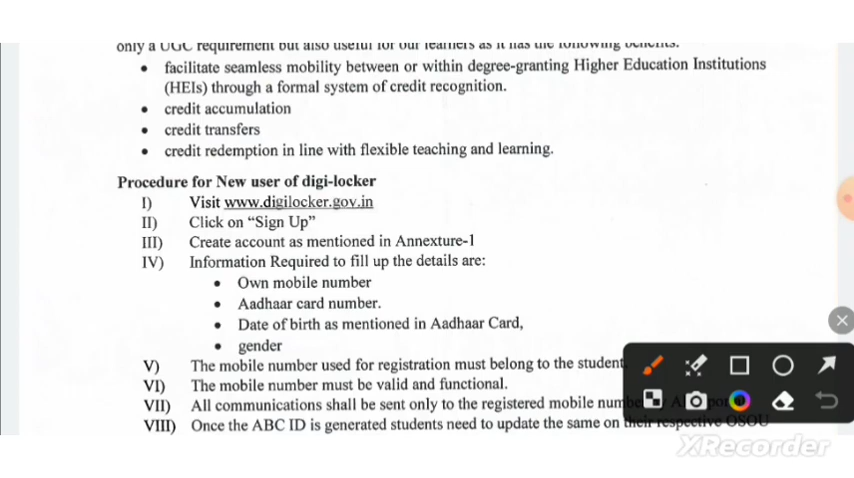 only a UGC requirement but also useful for our learners as it has the following benefits.
• facilitate seamless mobility between or within degree-granting Higher Education Institutions
(HEIs) through a formal system of credit recognition.
• credit accumulation
• credit transfers
• credit redemption in line with flexible teaching and learning.
Procedure for New user of digi-locker
I) Visit www.digilocker.gov.in
II) Click on “Sign Up”
III) Create account as mentioned in Annexture-1
IV) Information Required to fill up the details are:
• Own mobile number
• Aadhaar card number.
• Date of birth as mentioned in Aadhaar Card,
• gender
V) The mobile number used for registration must belong to the student
VI) The mobile number must be valid and functional.
VII) All communications shall be sent only to the registered mobile
VIII) Once the ABC ID is generated students need to update the same on their respective OSOU
XRecorder